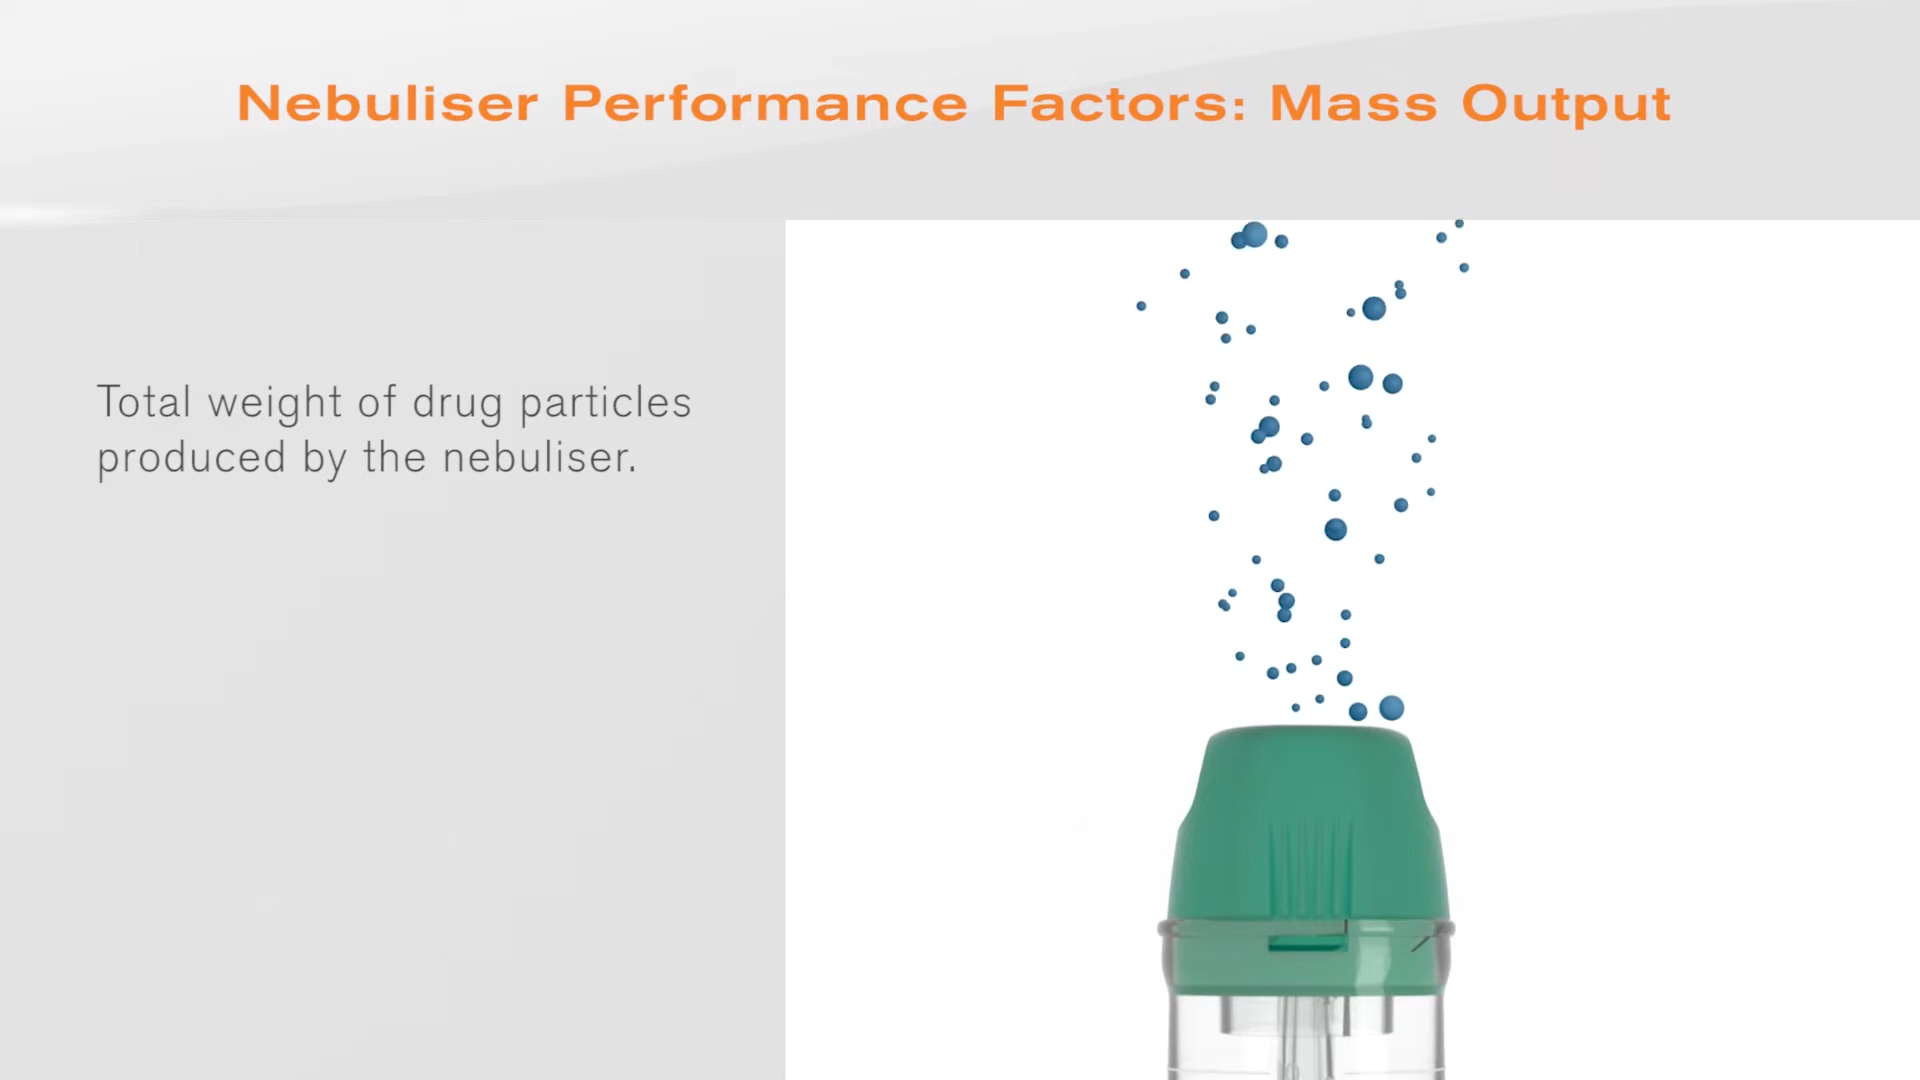 Nebuliser Performance Factors: Mass Output
Total weight of drug particles
produced by the nebuliser.